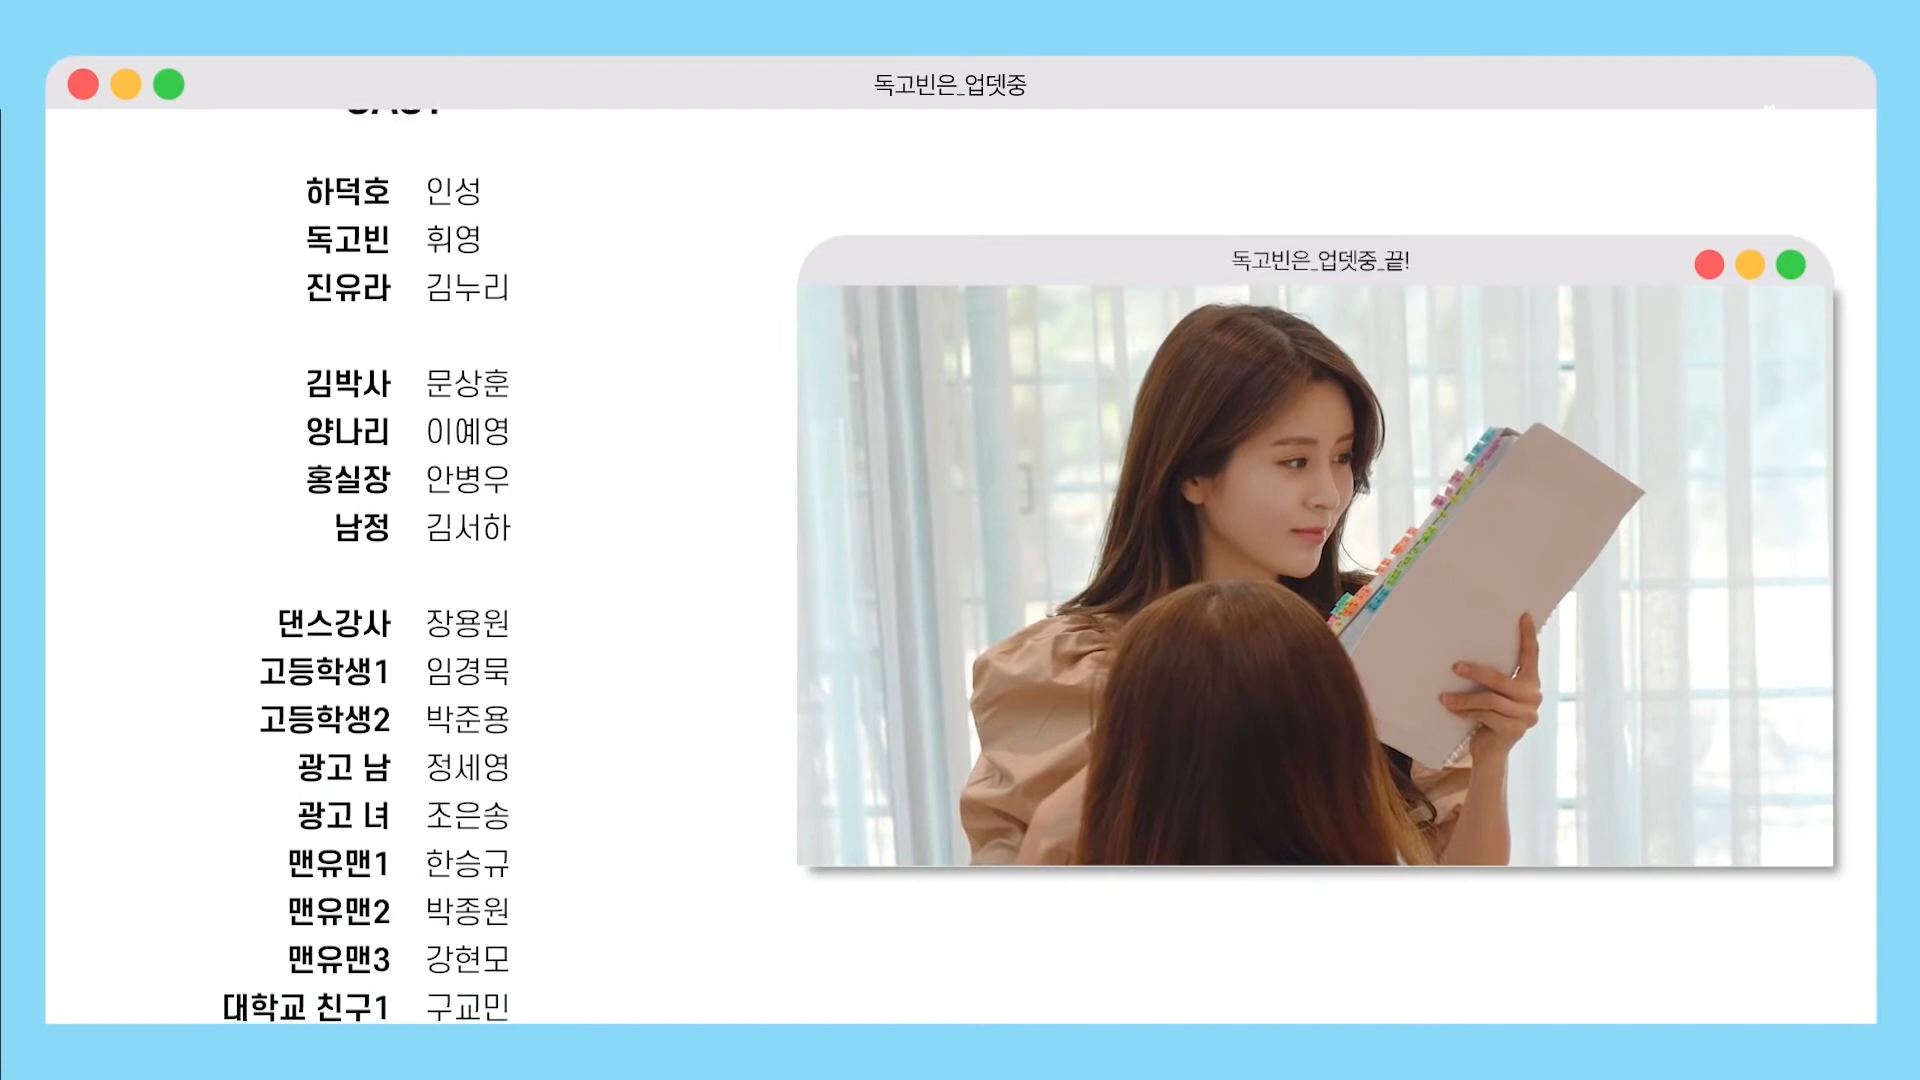 독고빈은_업뎃중
CAST
하덕호 인성
독고빈 휘영
진유라 김누리
김박사 문상훈
양나리 이예영
홍실장 안병우
남정 김서하
댄스강사 장용원
고등학생1 임경묵
고등학생2 박준용
광고 남 정세영
광고 녀 조은송
맨유맨1 한승규
맨유맨2 박종원
맨유맨3 강현모
대학교 친구1 구교민
독고빈은_업뎃중_끝!